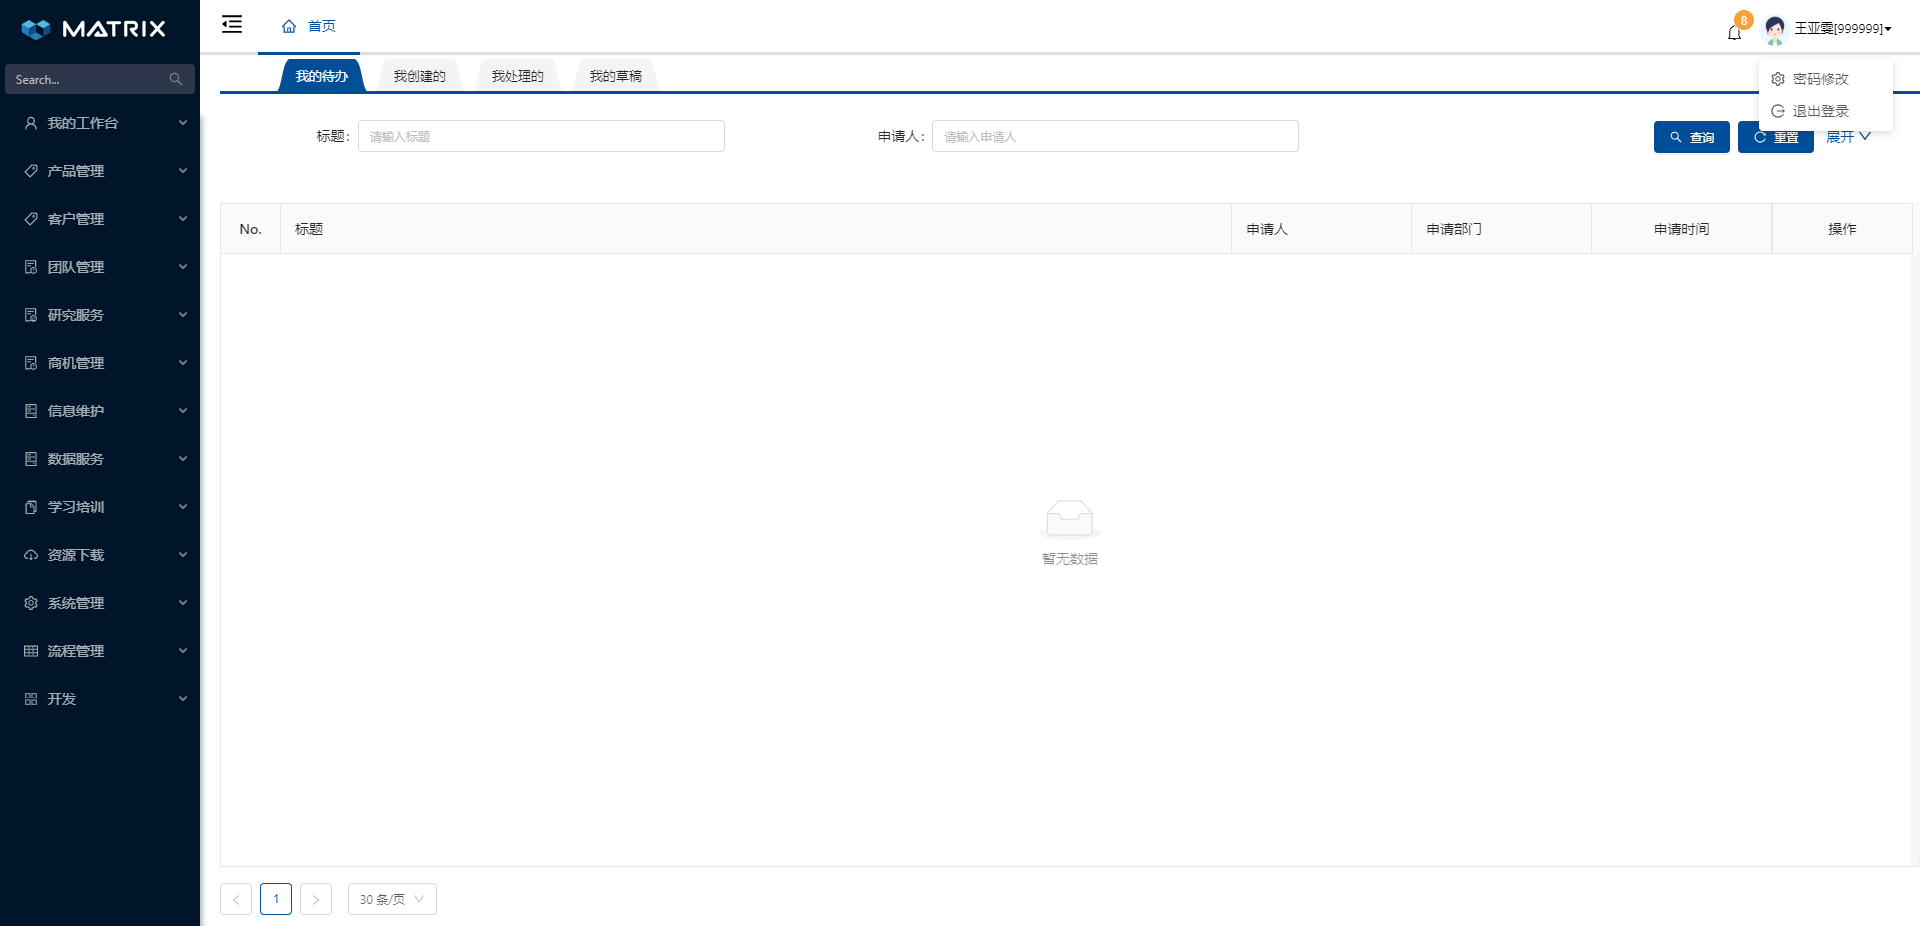 MATRIX
首页
8
王亚雯[999999]
Search...
我的待办
我创建的
我处理的
我的草稿
密码修改
退出登录
我的工作台
产品管理
客户管理
团队管理
研究服务
商机管理
信息维护
数据服务
学习培训
资源下载
系统管理
流程管理
开发
标题：
请输入标题
申请人：
请输入申请人
查询
重置
展开
No.
标题
申请人
申请部门
申请时间
操作
暂无数据
1
30 条/页